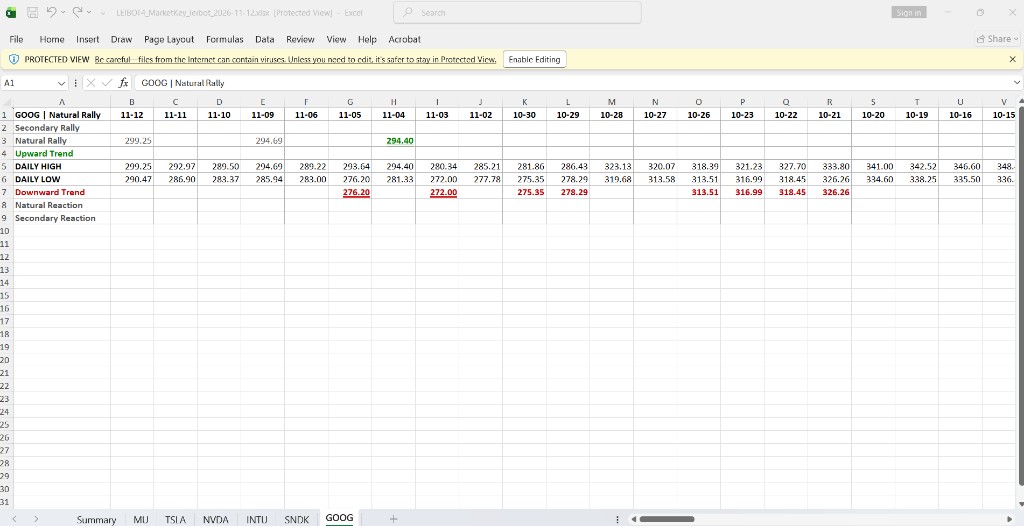 LEIBOT4_MarketKey_leibot_2026-11-12.xlsx [Protected View] - Excel
Search
Sign in
File Home Insert Draw Page Layout Formulas Data Review View Help Acrobat Share
PROTECTED VIEW Be careful—files from the Internet can contain viruses. Unless you need to edit, it's safer to stay in Protected View. Enable Editing
A1 fx GOOG | Natural Rally
A B C D E F G H I J K L M N O P Q R S T U V
1 GOOG | Natural Rally 11-12 11-11 11-10 11-09 11-06 11-05 11-04 11-03 11-02 10-30 10-29 10-28 10-27 10-26 10-23 10-22 10-21 10-20 10-19 10-16 10-15
2 Secondary Rally
3 Natural Rally 299.25 294.69 294.40
4 Upward Trend
5 DAILY HIGH 299.25 292.97 289.50 294.69 289.22 293.64 294.40 280.34 285.21 281.86 286.43 323.13 320.07 318.39 321.23 327.70 333.80 341.00 342.52 346.60 348.
6 DAILY LOW 290.47 286.90 283.37 285.94 283.00 276.20 281.33 272.00 277.78 275.35 278.29 319.68 313.58 313.51 316.99 318.45 326.26 334.60 338.25 335.50 336.
7 Downward Trend 276.20 272.00 275.35 278.29 313.51 316.99 318.45 326.26
8 Natural Reaction
9 Secondary Reaction
10
11
12
13
14
15
16
17
18
19
20
21
22
23
24
25
26
27
28
29
30
31
Summary MU TSLA NVDA INTU SNDK GOOG